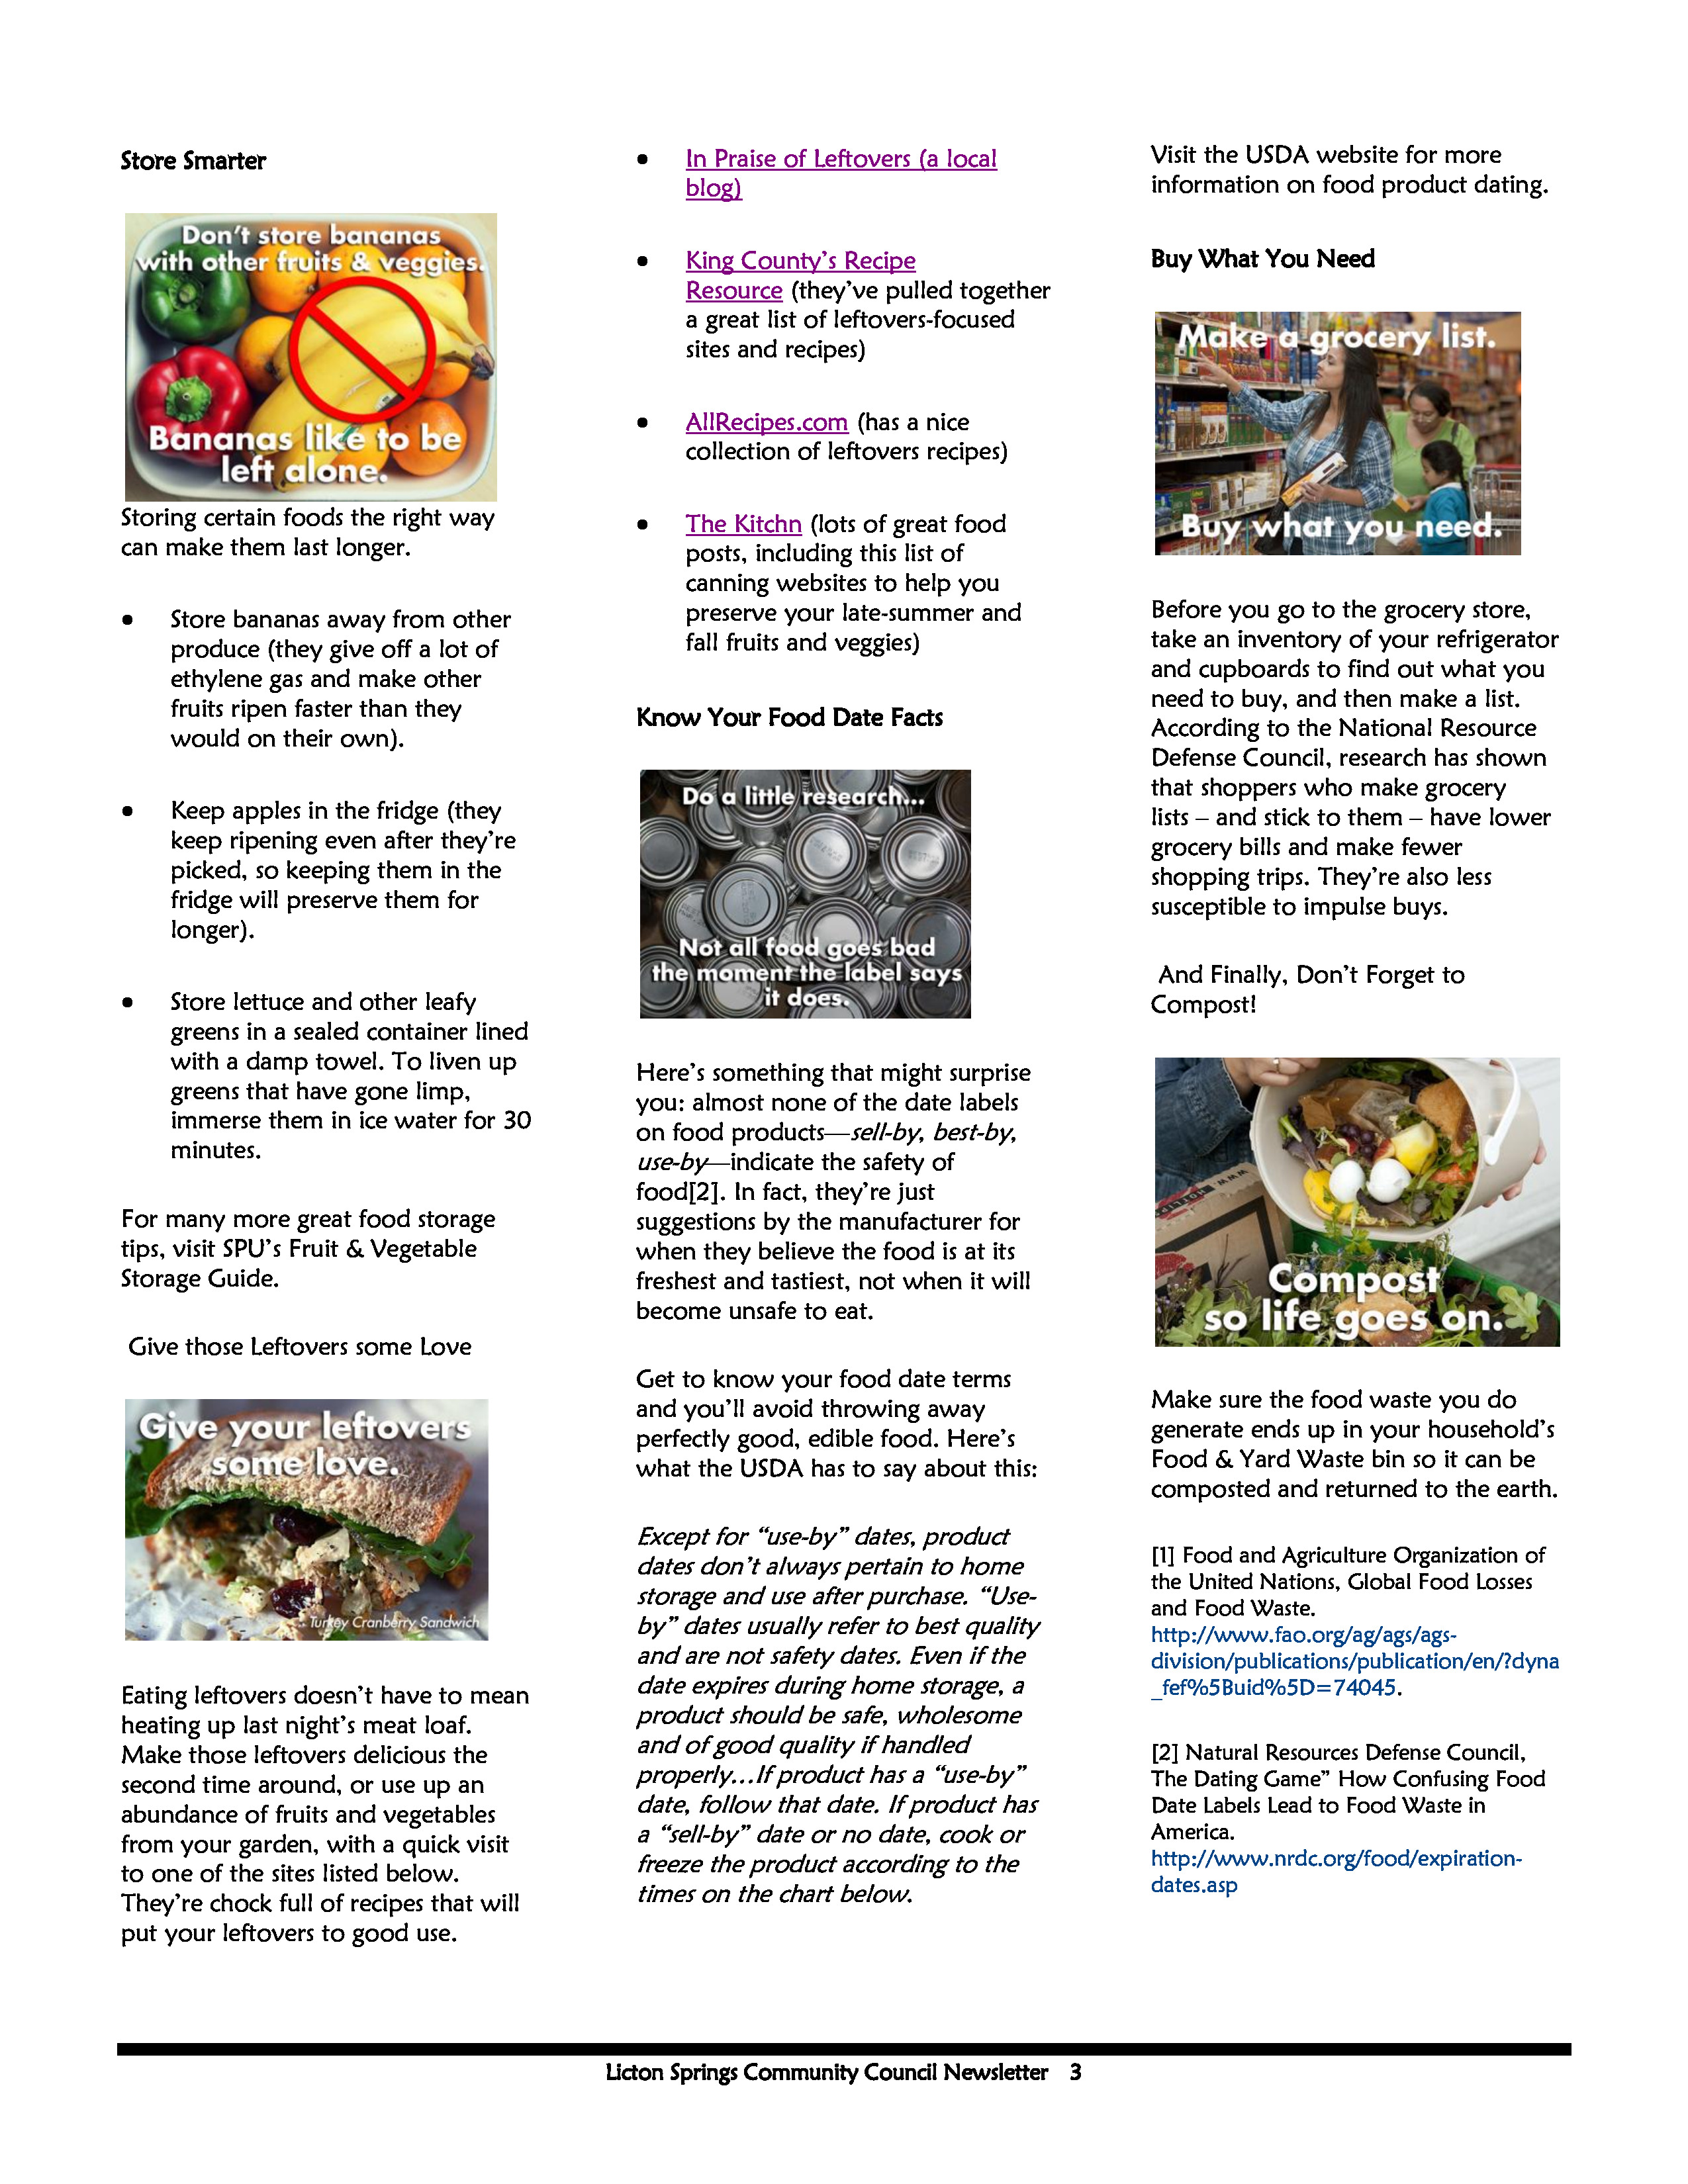 Store Smarter
Don't store bananas
with other fruits & veggies.
Bananas like to be
left alone.
Storing certain foods the right way
can make them last longer.
• Store bananas away from other
produce (they give off a lot of
ethylene gas and make other
fruits ripen faster than they
would on their own).
• Keep apples in the fridge (they
keep ripening even after they're
picked, so keeping them in the
fridge will preserve them for
longer).
• Store lettuce and other leafy
greens in a sealed container lined
with a damp towel. To liven up
greens that have gone limp,
immerse them in ice water for 30
minutes.
For many more great food storage
tips, visit SPU's Fruit & Vegetable
Storage Guide.
Give those Leftovers some Love
Give your leftovers
some love.
Turkey Cranberry Sandwich
Eating leftovers doesn't have to mean
heating up last night's meat loaf.
Make those leftovers delicious the
second time around, or use up an
abundance of fruits and vegetables
from your garden, with a quick visit
to one of the sites listed below.
They're chock full of recipes that will
put your leftovers to good use.
• In Praise of Leftovers (a local
blog)
• King County's Recipe
Resource (they've pulled together
a great list of leftovers-focused
sites and recipes)
• AllRecipes.com (has a nice
collection of leftovers recipes)
• The Kitchn (lots of great food
posts, including this list of
canning websites to help you
preserve your late-summer and
fall fruits and veggies)
Know Your Food Date Facts
Do a little research...
Not all food goes bad
the moment the label says
it does.
Here's something that might surprise
you: almost none of the date labels
on food products—sell-by, best-by,
use-by—indicate the safety of
food[2]. In fact, they're just
suggestions by the manufacturer for
when they believe the food is at its
freshest and tastiest, not when it will
become unsafe to eat.
Get to know your food date terms
and you'll avoid throwing away
perfectly good, edible food. Here's
what the USDA has to say about this:
Except for "use-by" dates, product
dates don't always pertain to home
storage and use after purchase. "Use-
by" dates usually refer to best quality
and are not safety dates. Even if the
date expires during home storage, a
product should be safe, wholesome
and of good quality if handled
properly...If product has a "use-by"
date, follow that date. If product has
a "sell-by" date or no date, cook or
freeze the product according to the
times on the chart below.
Visit the USDA website for more
information on food product dating.
Buy What You Need
Make a grocery list.
Buy what you need.
Before you go to the grocery store,
take an inventory of your refrigerator
and cupboards to find out what you
need to buy, and then make a list.
According to the National Resource
Defense Council, research has shown
that shoppers who make grocery
lists – and stick to them – have lower
grocery bills and make fewer
shopping trips. They're also less
susceptible to impulse buys.
And Finally, Don't Forget to
Compost!
Compost
so life goes on.
Make sure the food waste you do
generate ends up in your household's
Food & Yard Waste bin so it can be
composted and returned to the earth.
[1] Food and Agriculture Organization of
the United Nations, Global Food Losses
and Food Waste.
http://www.fao.org/ag/ags/ags-
division/publications/publication/en/?dyna
_fef%5Buid%5D=74045.
[2] Natural Resources Defense Council,
The Dating Game" How Confusing Food
Date Labels Lead to Food Waste in
America.
http://www.nrdc.org/food/expiration-
dates.asp
Licton Springs Community Council Newsletter 3